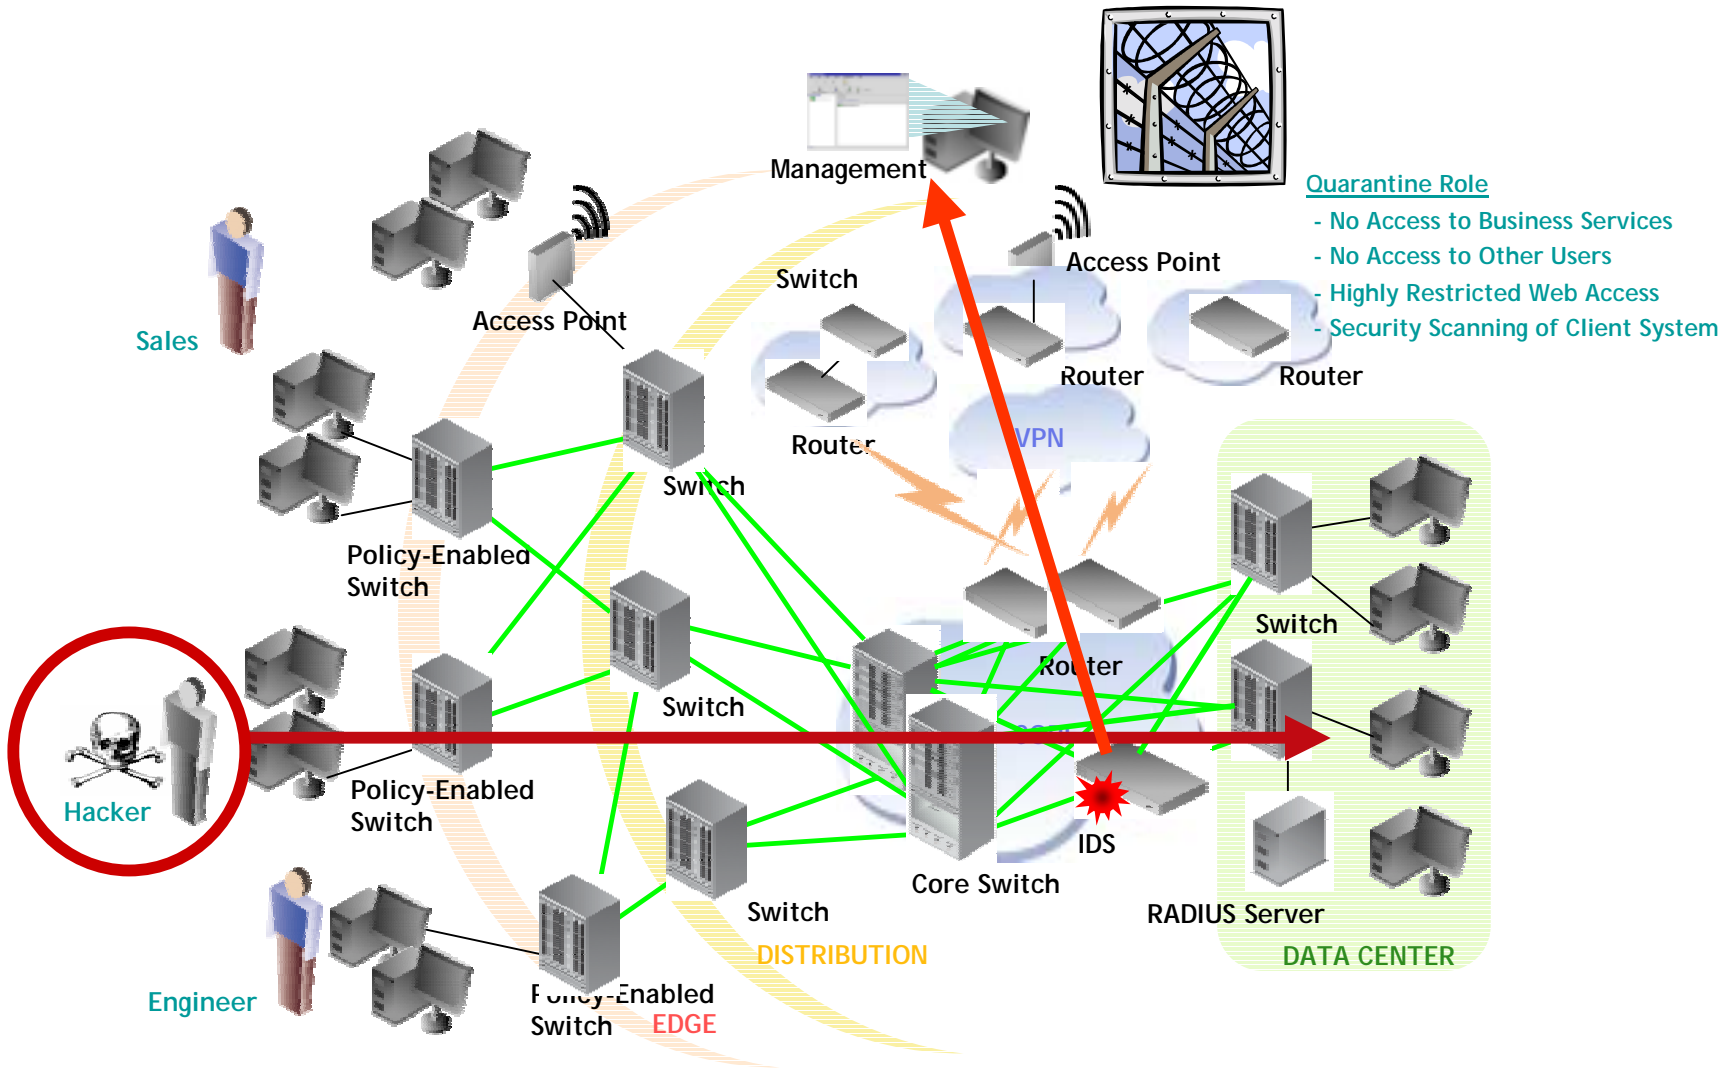 Management
Quarantine Role
- No Access to Business Services
- No Access to Other Users
- Highly Restricted Web Access
- Security Scanning of Client System
Access Point
Switch
Access Point
Sales
Router
Router
Router
VPN
Switch
Policy-Enabled
Switch
Switch
Router
Switch
Hacker
Policy-Enabled
Switch
IDS
Core Switch
Switch
RADIUS Server
DISTRIBUTION
DATA CENTER
Engineer
Policy-Enabled
Switch
EDGE